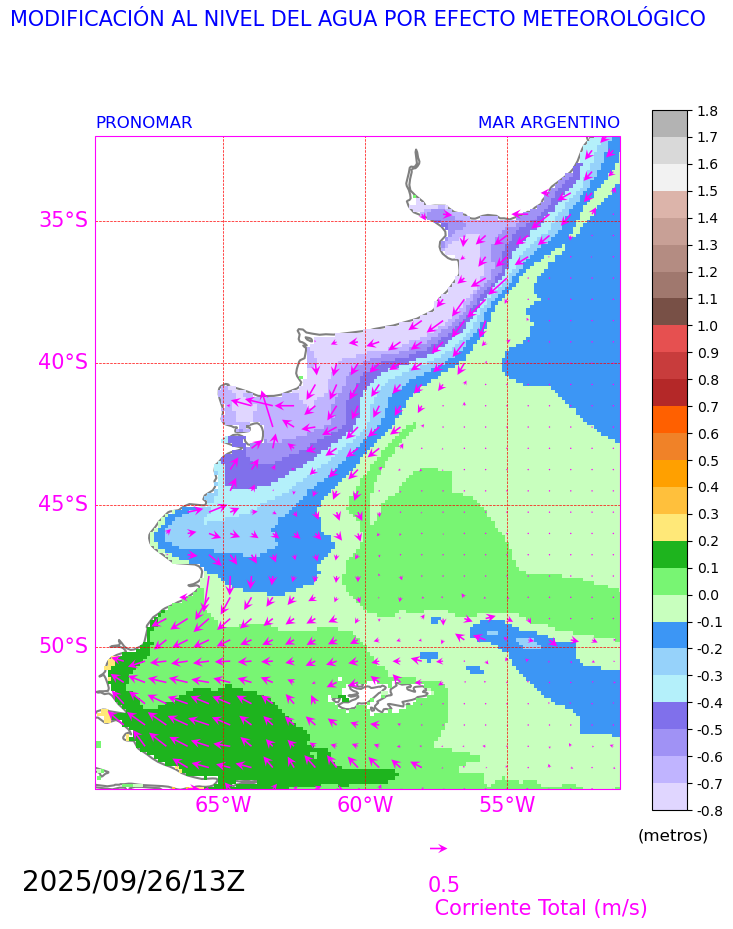 MODIFICACIÓN AL NIVEL DEL AGUA POR EFECTO METEOROLÓGICO
PRONOMAR
MAR ARGENTINO
1.8
1.7
1.6
1.5
1.4
1.3
1.2
1.1
1.0
0.9
0.8
0.7
0.6
0.5
0.4
0.3
0.2
0.1
0.0
-0.1
-0.2
-0.3
-0.4
-0.5
-0.6
-0.7
-0.8
(metros)
35°S
40°S
45°S
50°S
65°W
60°W
55°W
2025/09/26/13Z
0.5
Corriente Total (m/s)